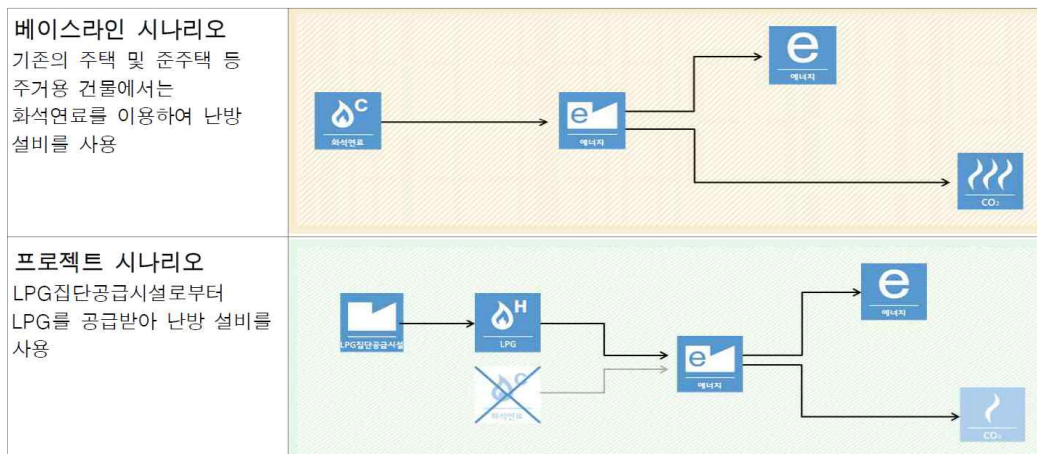 베이스라인 시나리오
기존의 주택 및 준주택 등
주거용 건물에서는
화석연료를 이용하여 난방
설비를 사용
C
화석연료
e
에너지
e
에너지
CO₂
프로젝트 시나리오
LPG집단공급시설로부터
LPG를 공급받아 난방 설비를
사용
LPG집단공급시설
H
LPG
C
화석연료
e
에너지
e
에너지
CO₂